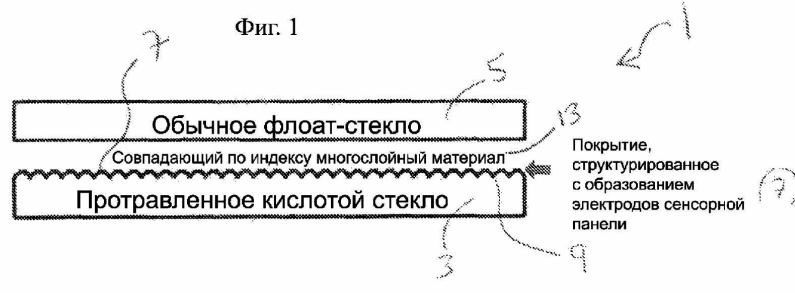 Фиг. 1
7
1
5
Обычное флоат-стекло
13
Совпадающий по индексу многослойный материал
Покрытие,
структурированное
с образованием
электродов сенсорной
панели
7
Протравленное кислотой стекло
3
9